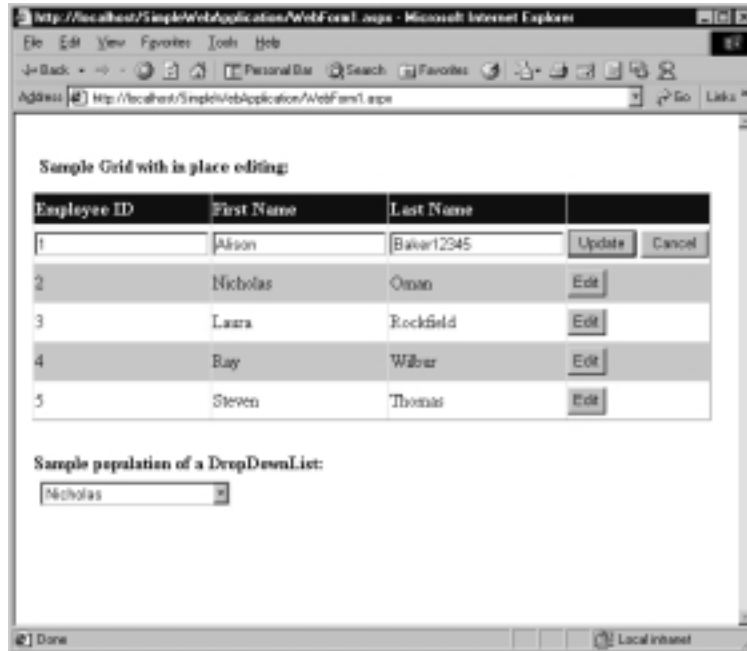 http://localhost/SimpleWebApplication/WebForm1.aspx - Microsoft Internet Explorer
File Edit View Favorites Tools Help
Back Personal Bar Search Favorites
Address http://localhost/SimpleWebApplication/WebForm1.aspx Go Links
Sample Grid with in place editing:
Employee ID First Name Last Name
1 Alison Baker12345 Update Cancel
2 Nicholas Oman Edit
3 Laura Rockfield Edit
4 Ray Wilbur Edit
5 Steven Thomas Edit
Sample population of a DropDownList:
Nicholas
Done Local intranet